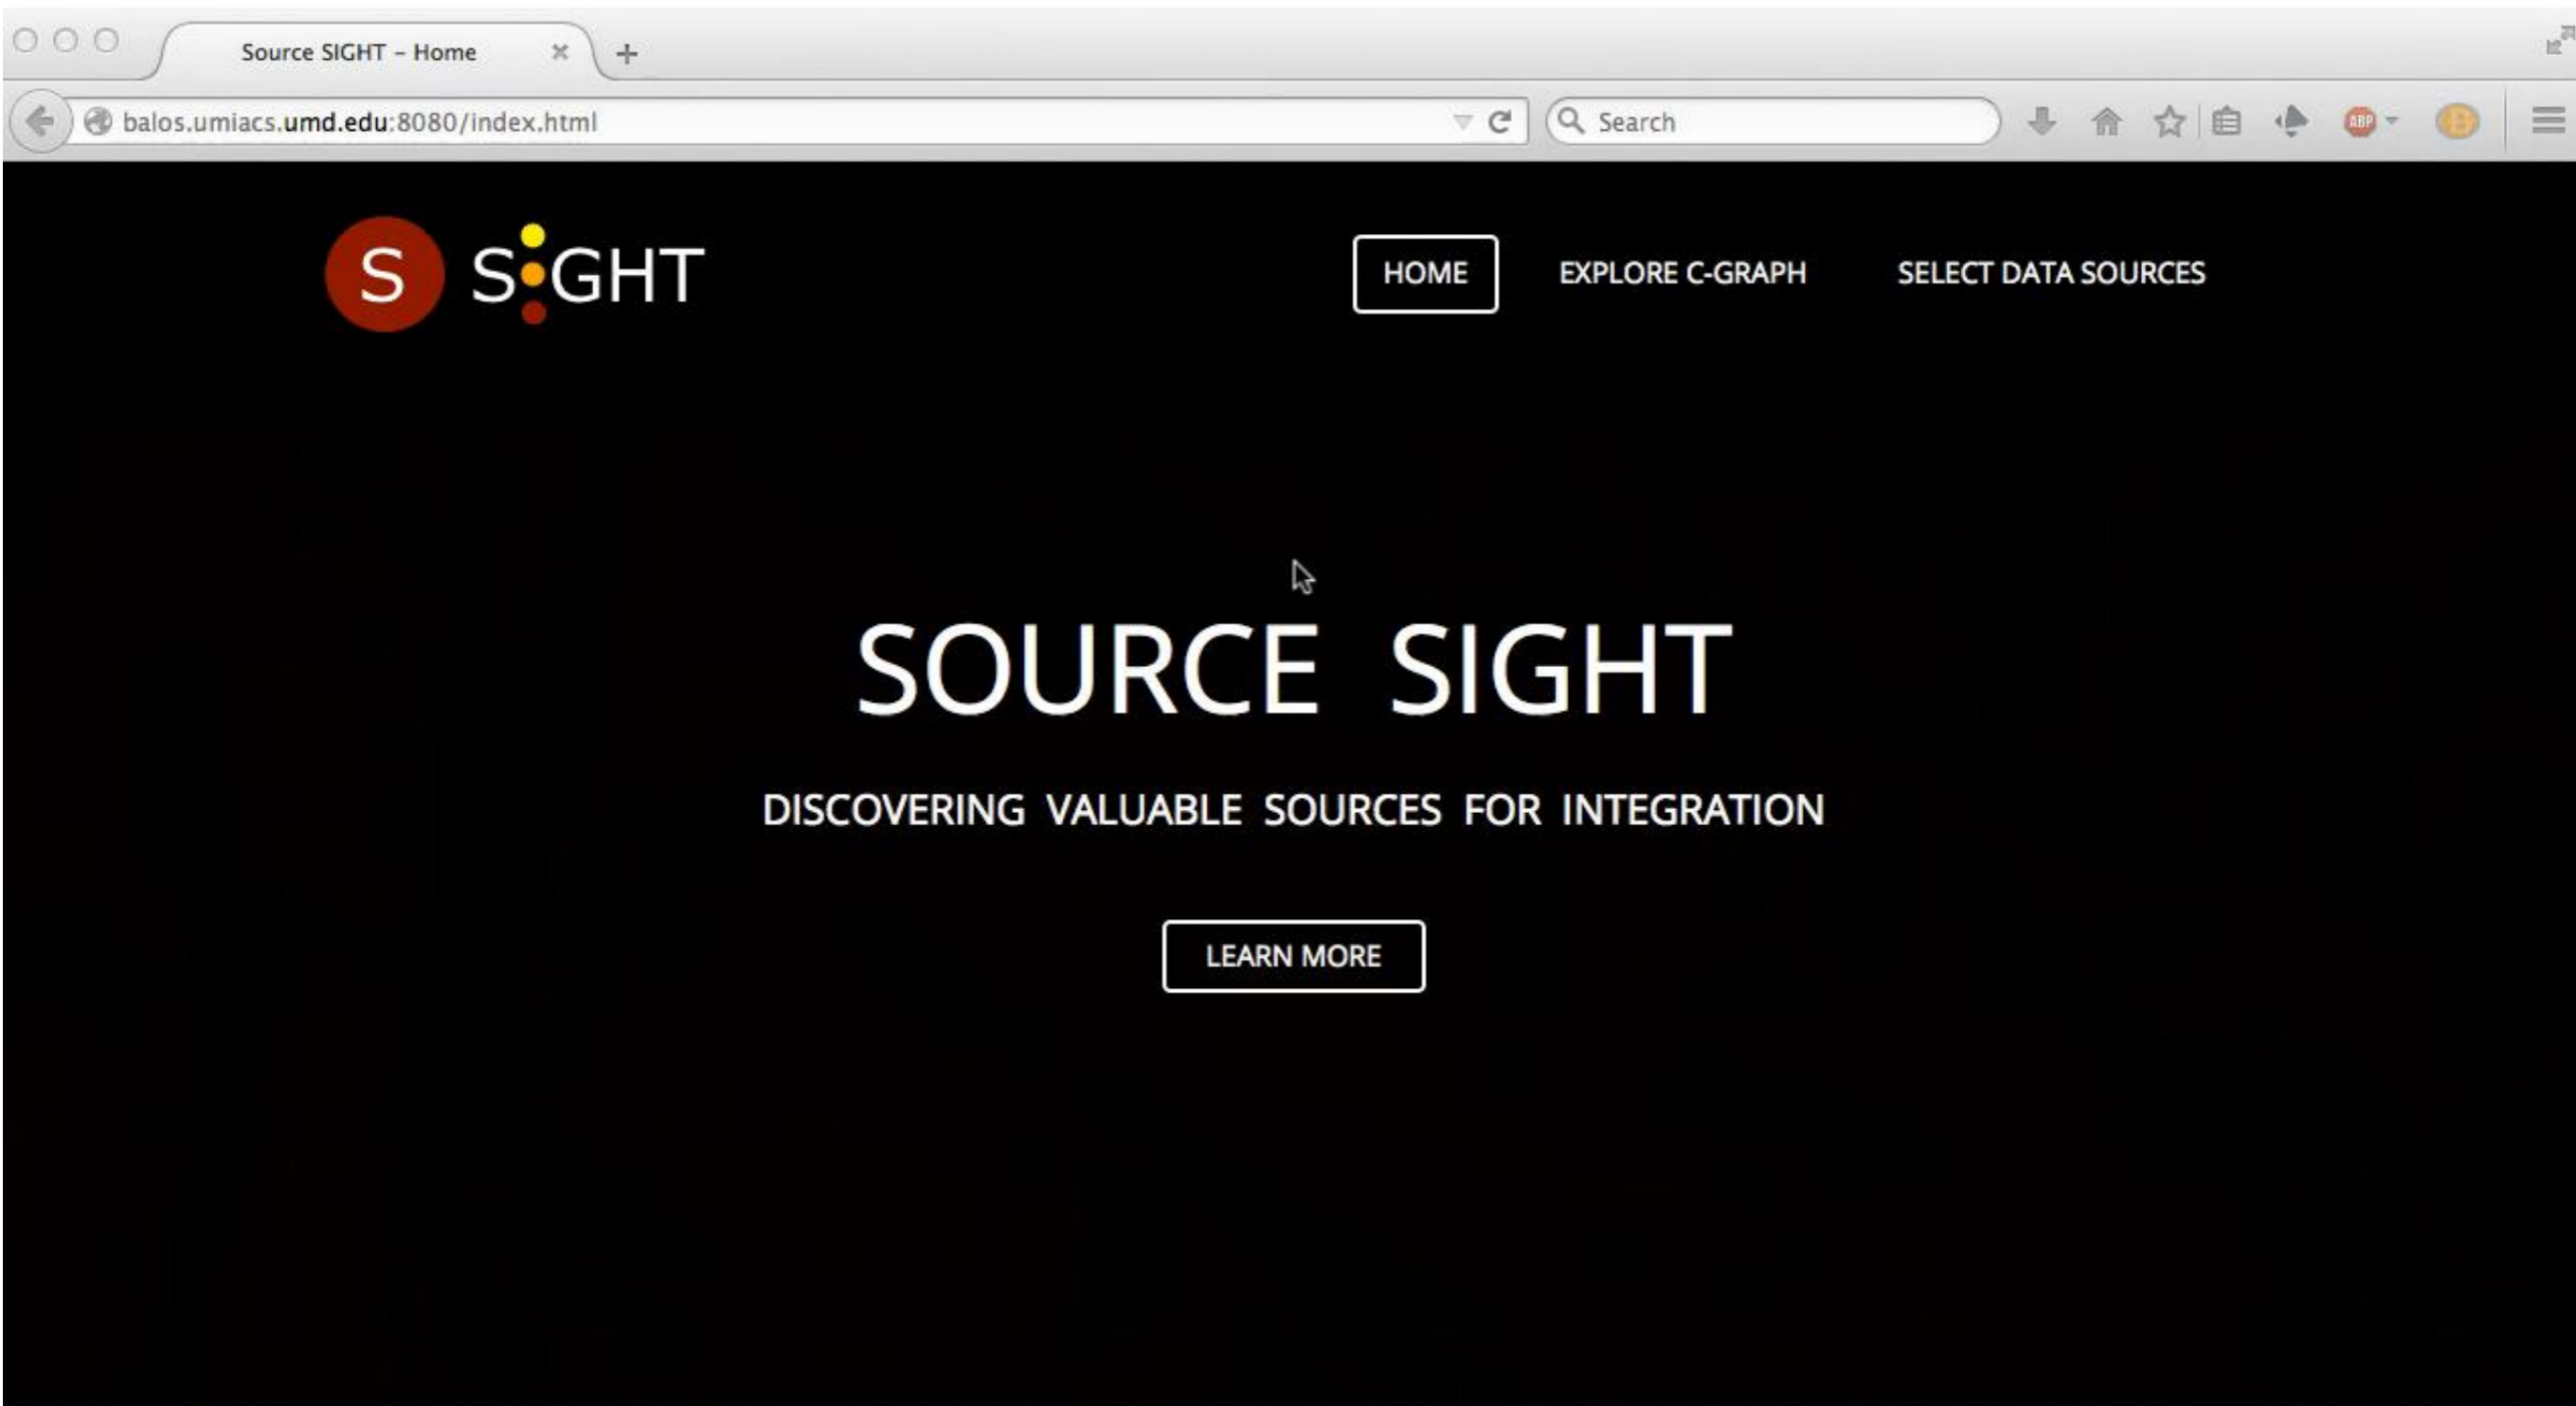 Source SIGHT – Home
balos.umiacs.umd.edu:8080/index.html
Search
ABP
S SIGHT
HOME
EXPLORE C-GRAPH
SELECT DATA SOURCES
SOURCE SIGHT
DISCOVERING VALUABLE SOURCES FOR INTEGRATION
LEARN MORE